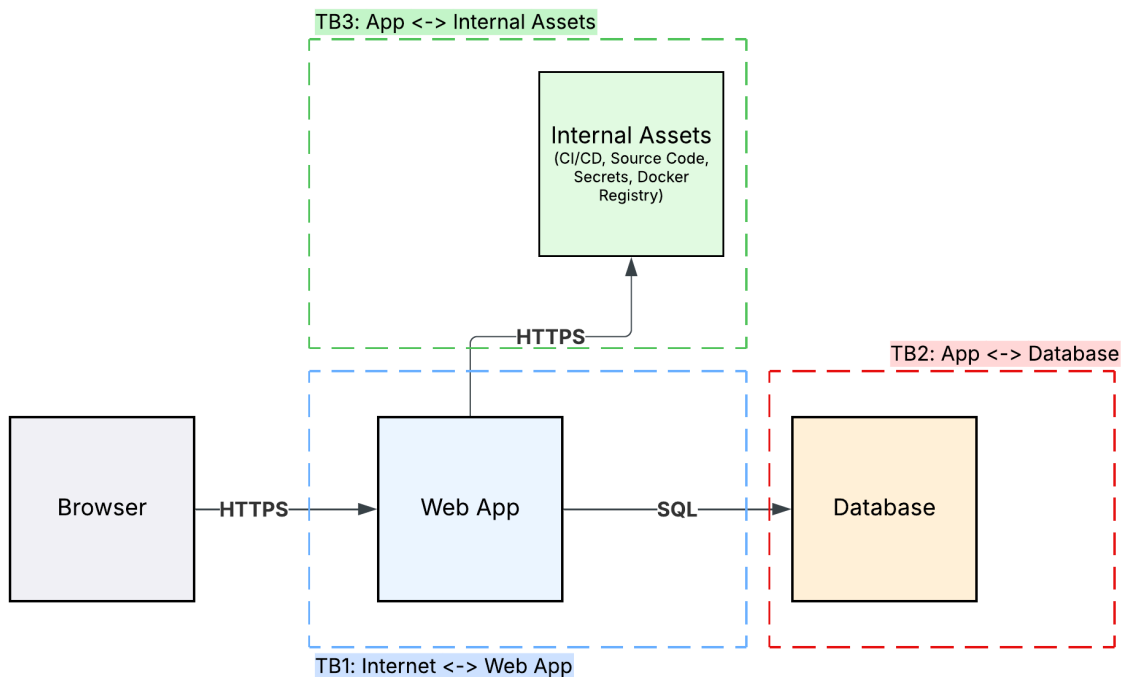 TB3: App <-> Internal Assets
Internal Assets
(CI/CD, Source Code,
Secrets, Docker
Registry)
HTTPS
TB2: App <-> Database
Browser
HTTPS
Web App
SQL
Database
TB1: Internet <-> Web App